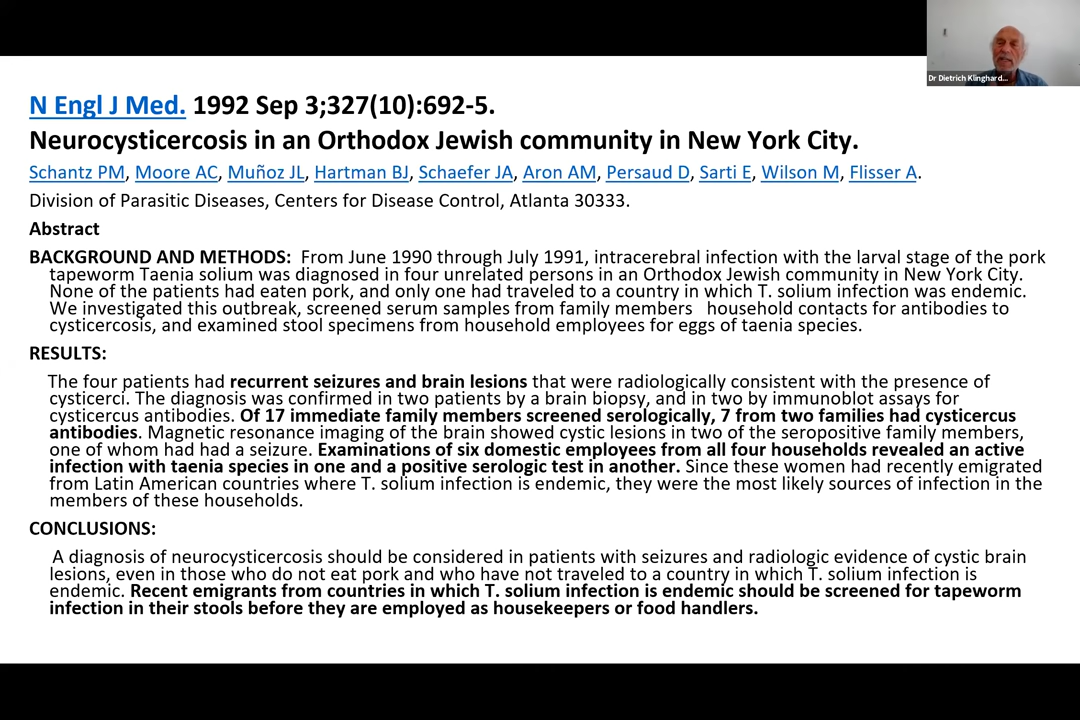 Dr Dietrich Klinghard...
N Engl J Med. 1992 Sep 3;327(10):692-5.
Neurocysticercosis in an Orthodox Jewish community in New York City.
Schantz PM, Moore AC, Muñoz JL, Hartman BJ, Schaefer JA, Aron AM, Persaud D, Sarti E, Wilson M, Flisser A.
Division of Parasitic Diseases, Centers for Disease Control, Atlanta 30333.
Abstract
BACKGROUND AND METHODS: From June 1990 through July 1991, intracerebral infection with the larval stage of the pork
tapeworm Taenia solium was diagnosed in four unrelated persons in an Orthodox Jewish community in New York City.
None of the patients had eaten pork, and only one had traveled to a country in which T. solium infection was endemic.
We investigated this outbreak, screened serum samples from family members household contacts for antibodies to
cysticercosis, and examined stool specimens from household employees for eggs of taenia species.
RESULTS:
The four patients had recurrent seizures and brain lesions that were radiologically consistent with the presence of
cysticerci. The diagnosis was confirmed in two patients by a brain biopsy, and in two by immunoblot assays for
cysticercus antibodies. Of 17 immediate family members screened serologically, 7 from two families had cysticercus
antibodies. Magnetic resonance imaging of the brain showed cystic lesions in two of the seropositive family members,
one of whom had had a seizure. Examinations of six domestic employees from all four households revealed an active
infection with taenia species in one and a positive serologic test in another. Since these women had recently emigrated
from Latin American countries where T. solium infection is endemic, they were the most likely sources of infection in the
members of these households.
CONCLUSIONS:
A diagnosis of neurocysticercosis should be considered in patients with seizures and radiologic evidence of cystic brain
lesions, even in those who do not eat pork and who have not traveled to a country in which T. solium infection is
endemic. Recent emigrants from countries in which T. solium infection is endemic should be screened for tapeworm
infection in their stools before they are employed as housekeepers or food handlers.